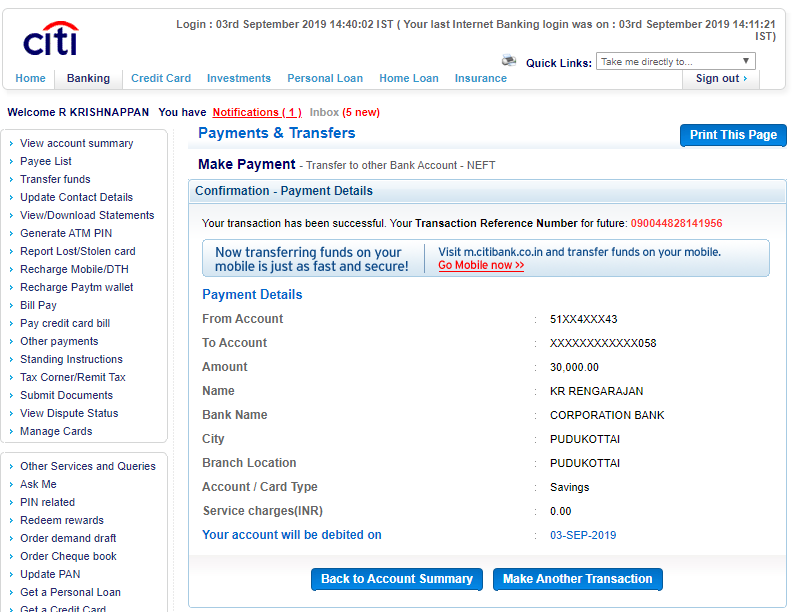 citi
Login : 03rd September 2019 14:40:02 IST ( Your last Internet Banking login was on : 03rd September 2019 14:11:21
IST)
Quick Links: Take me directly to...
Home Banking Credit Card Investments Personal Loan Home Loan Insurance Sign out ›
Welcome R KRISHNAPPAN You have Notifications ( 1 ) Inbox (5 new)
View account summary
Payee List
Transfer funds
Update Contact Details
View/Download Statements
Generate ATM PIN
Report Lost/Stolen card
Recharge Mobile/DTH
Recharge Paytm wallet
Bill Pay
Pay credit card bill
Other payments
Standing Instructions
Tax Corner/Remit Tax
Submit Documents
View Dispute Status
Manage Cards
Other Services and Queries
Ask Me
PIN related
Redeem rewards
Order demand draft
Order Cheque book
Update PAN
Get a Personal Loan
Get a Credit Card
Payments & Transfers
Print This Page
Make Payment - Transfer to other Bank Account - NEFT
Confirmation - Payment Details
Your transaction has been successful. Your Transaction Reference Number for future: 090044828141956
Now transferring funds on your
mobile is just as fast and secure!
Visit m.citibank.co.in and transfer funds on your mobile.
Go Mobile now >>
Payment Details
From Account : 51XX4XXX43
To Account : XXXXXXXXXXXX058
Amount : 30,000.00
Name : KR RENGARAJAN
Bank Name : CORPORATION BANK
City : PUDUKOTTAI
Branch Location : PUDUKOTTAI
Account / Card Type : Savings
Service charges(INR) : 0.00
Your account will be debited on : 03-SEP-2019
Back to Account Summary Make Another Transaction